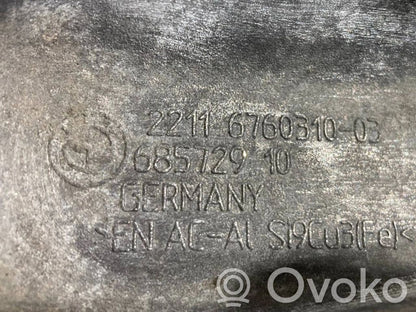 2211 6760310-03
685729 10
GERMANY
>EN AC-Al Si9Cu3(Fe)<
Ovoko